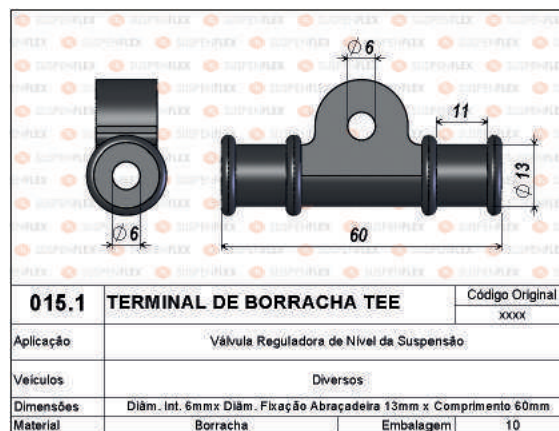 Ø 6
11
Ø 13
Ø 6
60
015.1 TERMINAL DE BORRACHA TEE Código Original
xxxx
Aplicação Válvula Reguladora de Nível da Suspensão
Veículos Diversos
Dimensões Diâm. Int. 6mmx Diâm. Fixação Abraçadeira 13mm x Comprimento 60mm
Material Borracha Embalagem 10